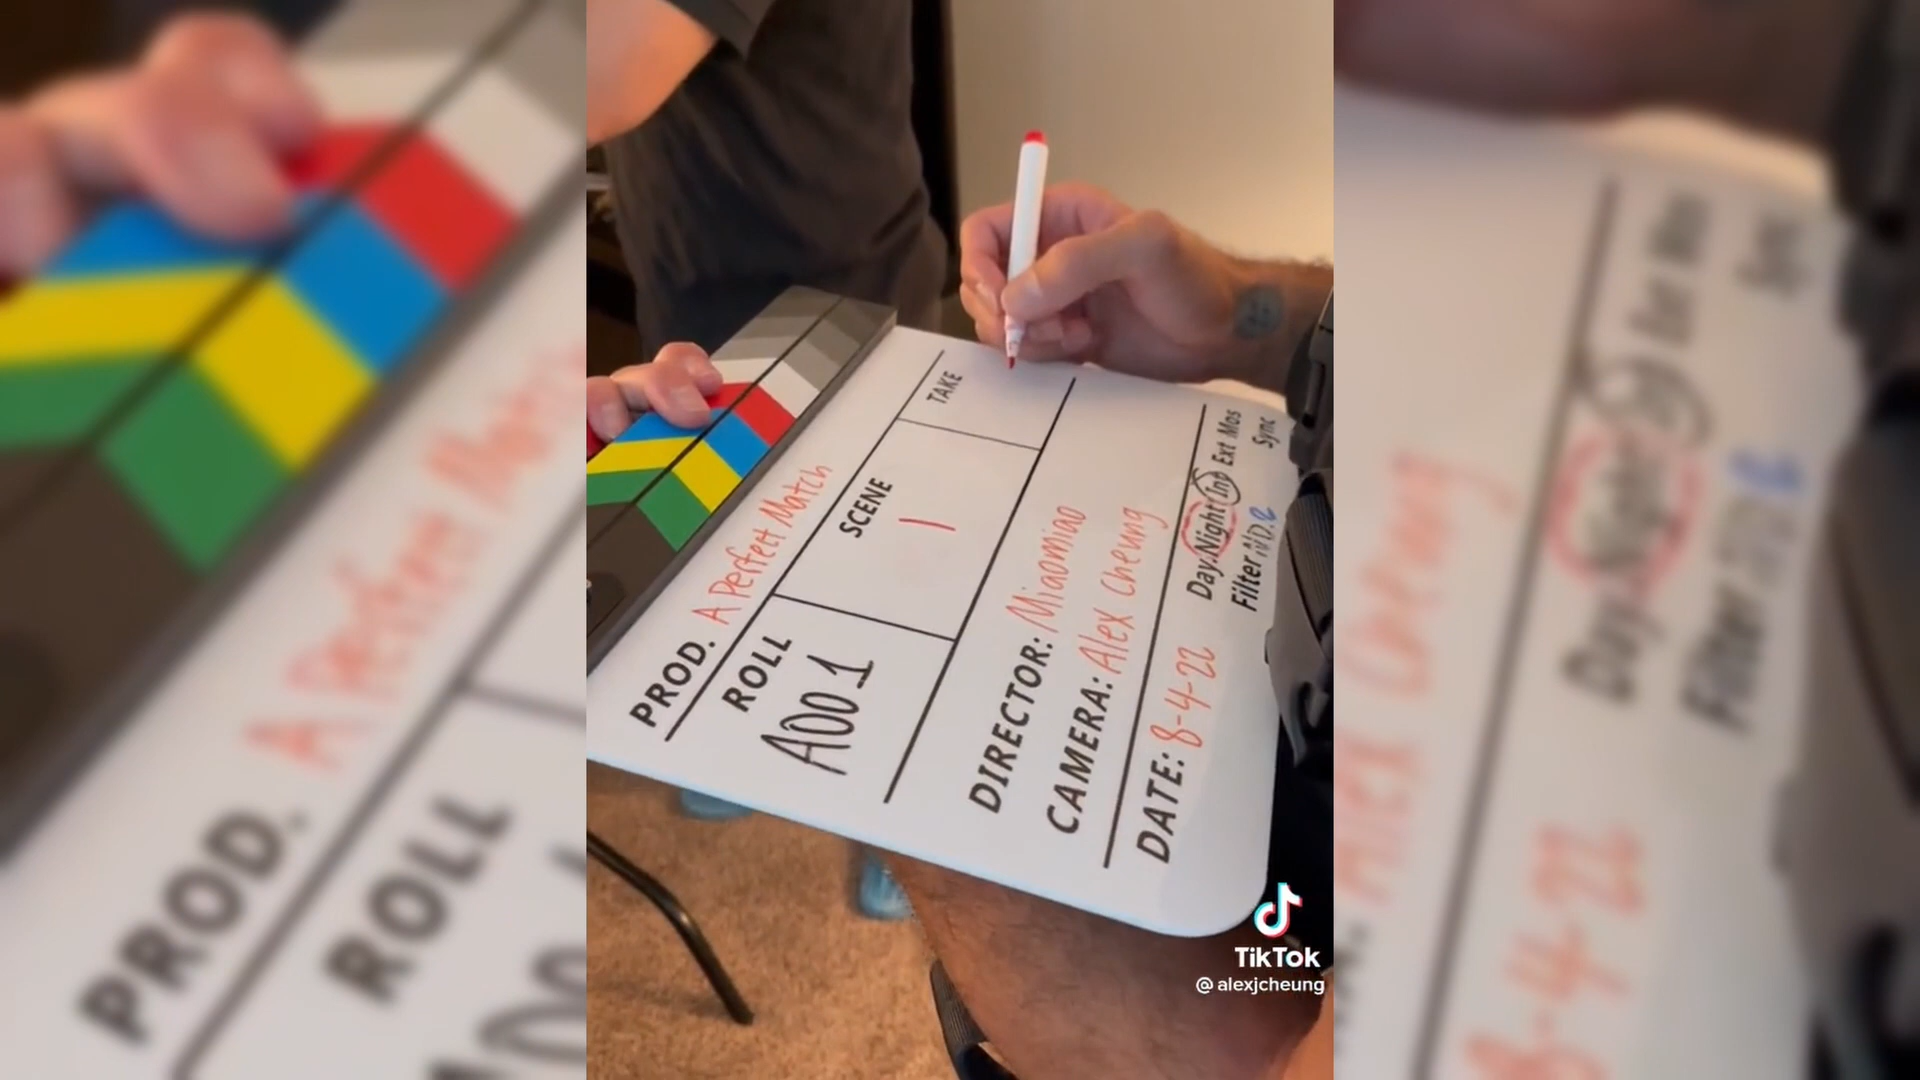 PROD. A Perfect Match
ROLL
A001
SCENE
1
TAKE
DIRECTOR: Miaomiao
CAMERA: Alex Cheung
DATE: 8-4-22
Day Night Int Ext Mos
Filter N.D.
Sync
TikTok
@alexjcheung